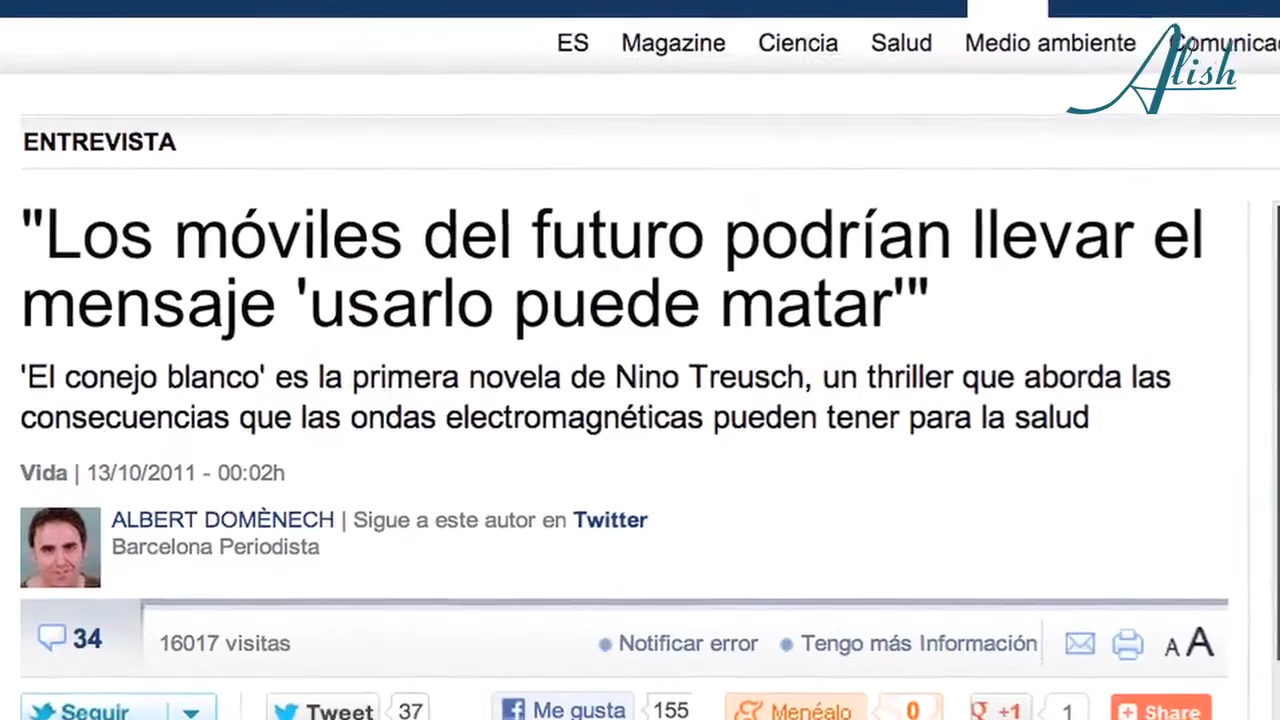 ES Magazine Ciencia Salud Medio ambiente Comunica
Alish
ENTREVISTA
"Los móviles del futuro podrían llevar el
mensaje 'usarlo puede matar'"
'El conejo blanco' es la primera novela de Nino Treusch, un thriller que aborda las
consecuencias que las ondas electromagnéticas pueden tener para la salud
Vida | 13/10/2011 - 00:02h
ALBERT DOMÈNECH | Sigue a este autor en Twitter
Barcelona Periodista
34 16017 visitas Notificar error Tengo más Información A A
Seguir Tweet 37 Me gusta 155 Menéalo 0 +1 1 Share